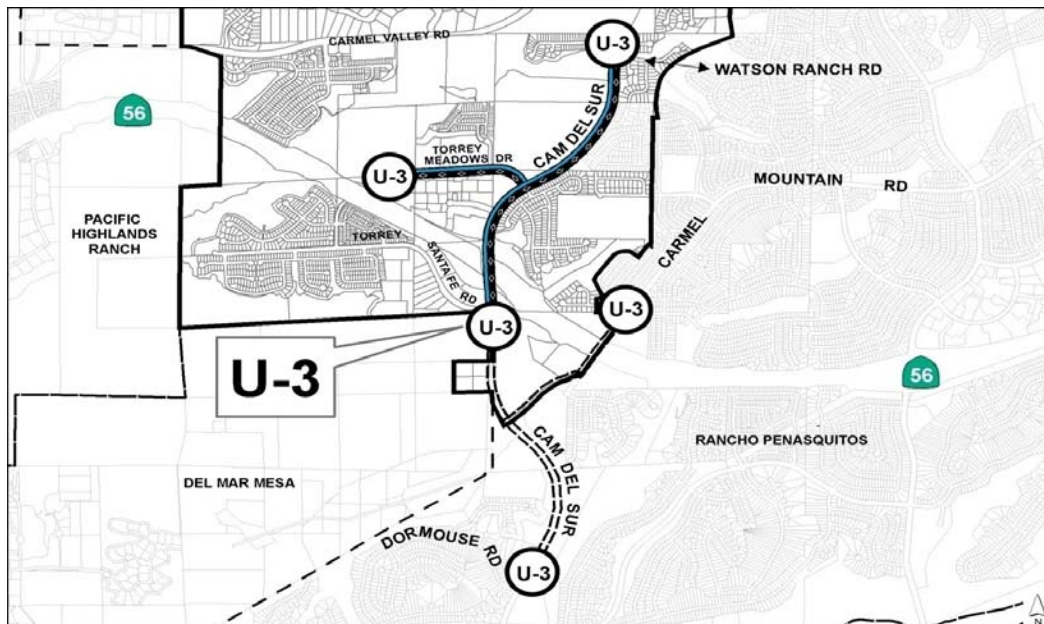 CARMEL VALLEY RD
U-3
WATSON RANCH RD
56
CAM DEL SUR
TORREY
MEADOWS DR
U-3
MOUNTAIN RD
PACIFIC
HIGHLANDS
RANCH
TORREY
SANTA FE RD
CARMEL
U-3
U-3
U-3
56
CAM DEL SUR
RANCHO PENASQUITOS
DEL MAR MESA
DORMOUSE RD
U-3
N